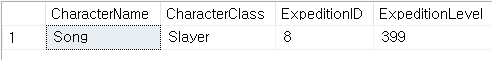 CharacterName CharacterClass ExpeditionID ExpeditionLevel
1 Song Slayer 8 399